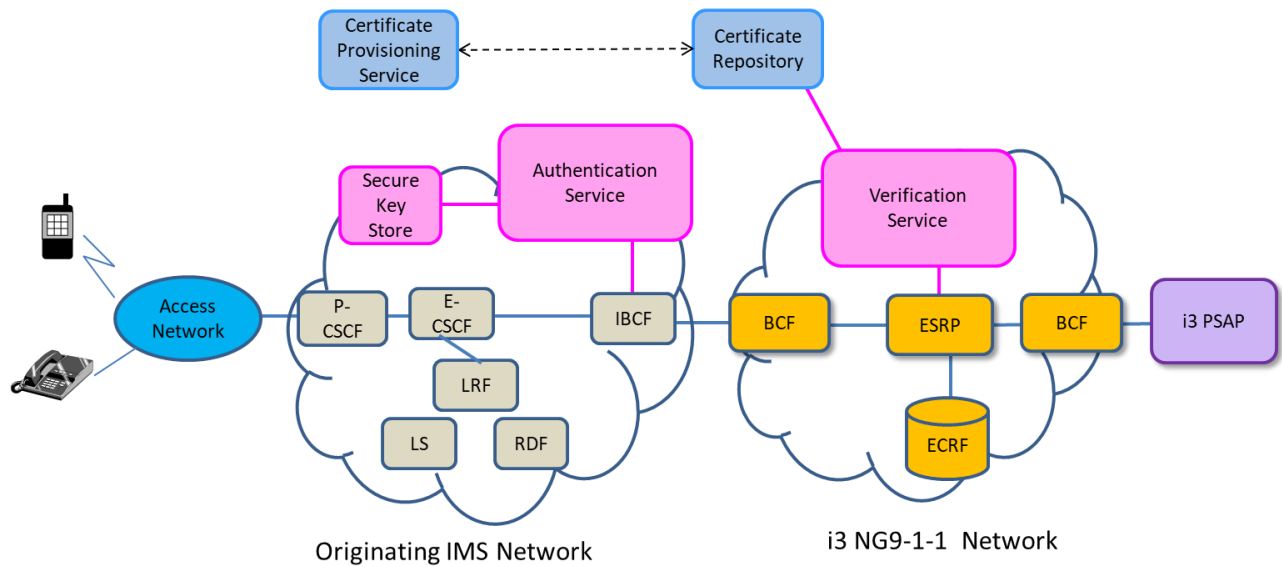 Certificate
Provisioning
Service
Certificate
Repository
Secure
Key
Store
Authentication
Service
Verification
Service
Access
Network
P-
CSCF
E-
CSCF
IBCF
BCF
ESRP
BCF
i3 PSAP
LRF
LS
RDF
ECRF
Originating IMS Network
i3 NG9-1-1 Network